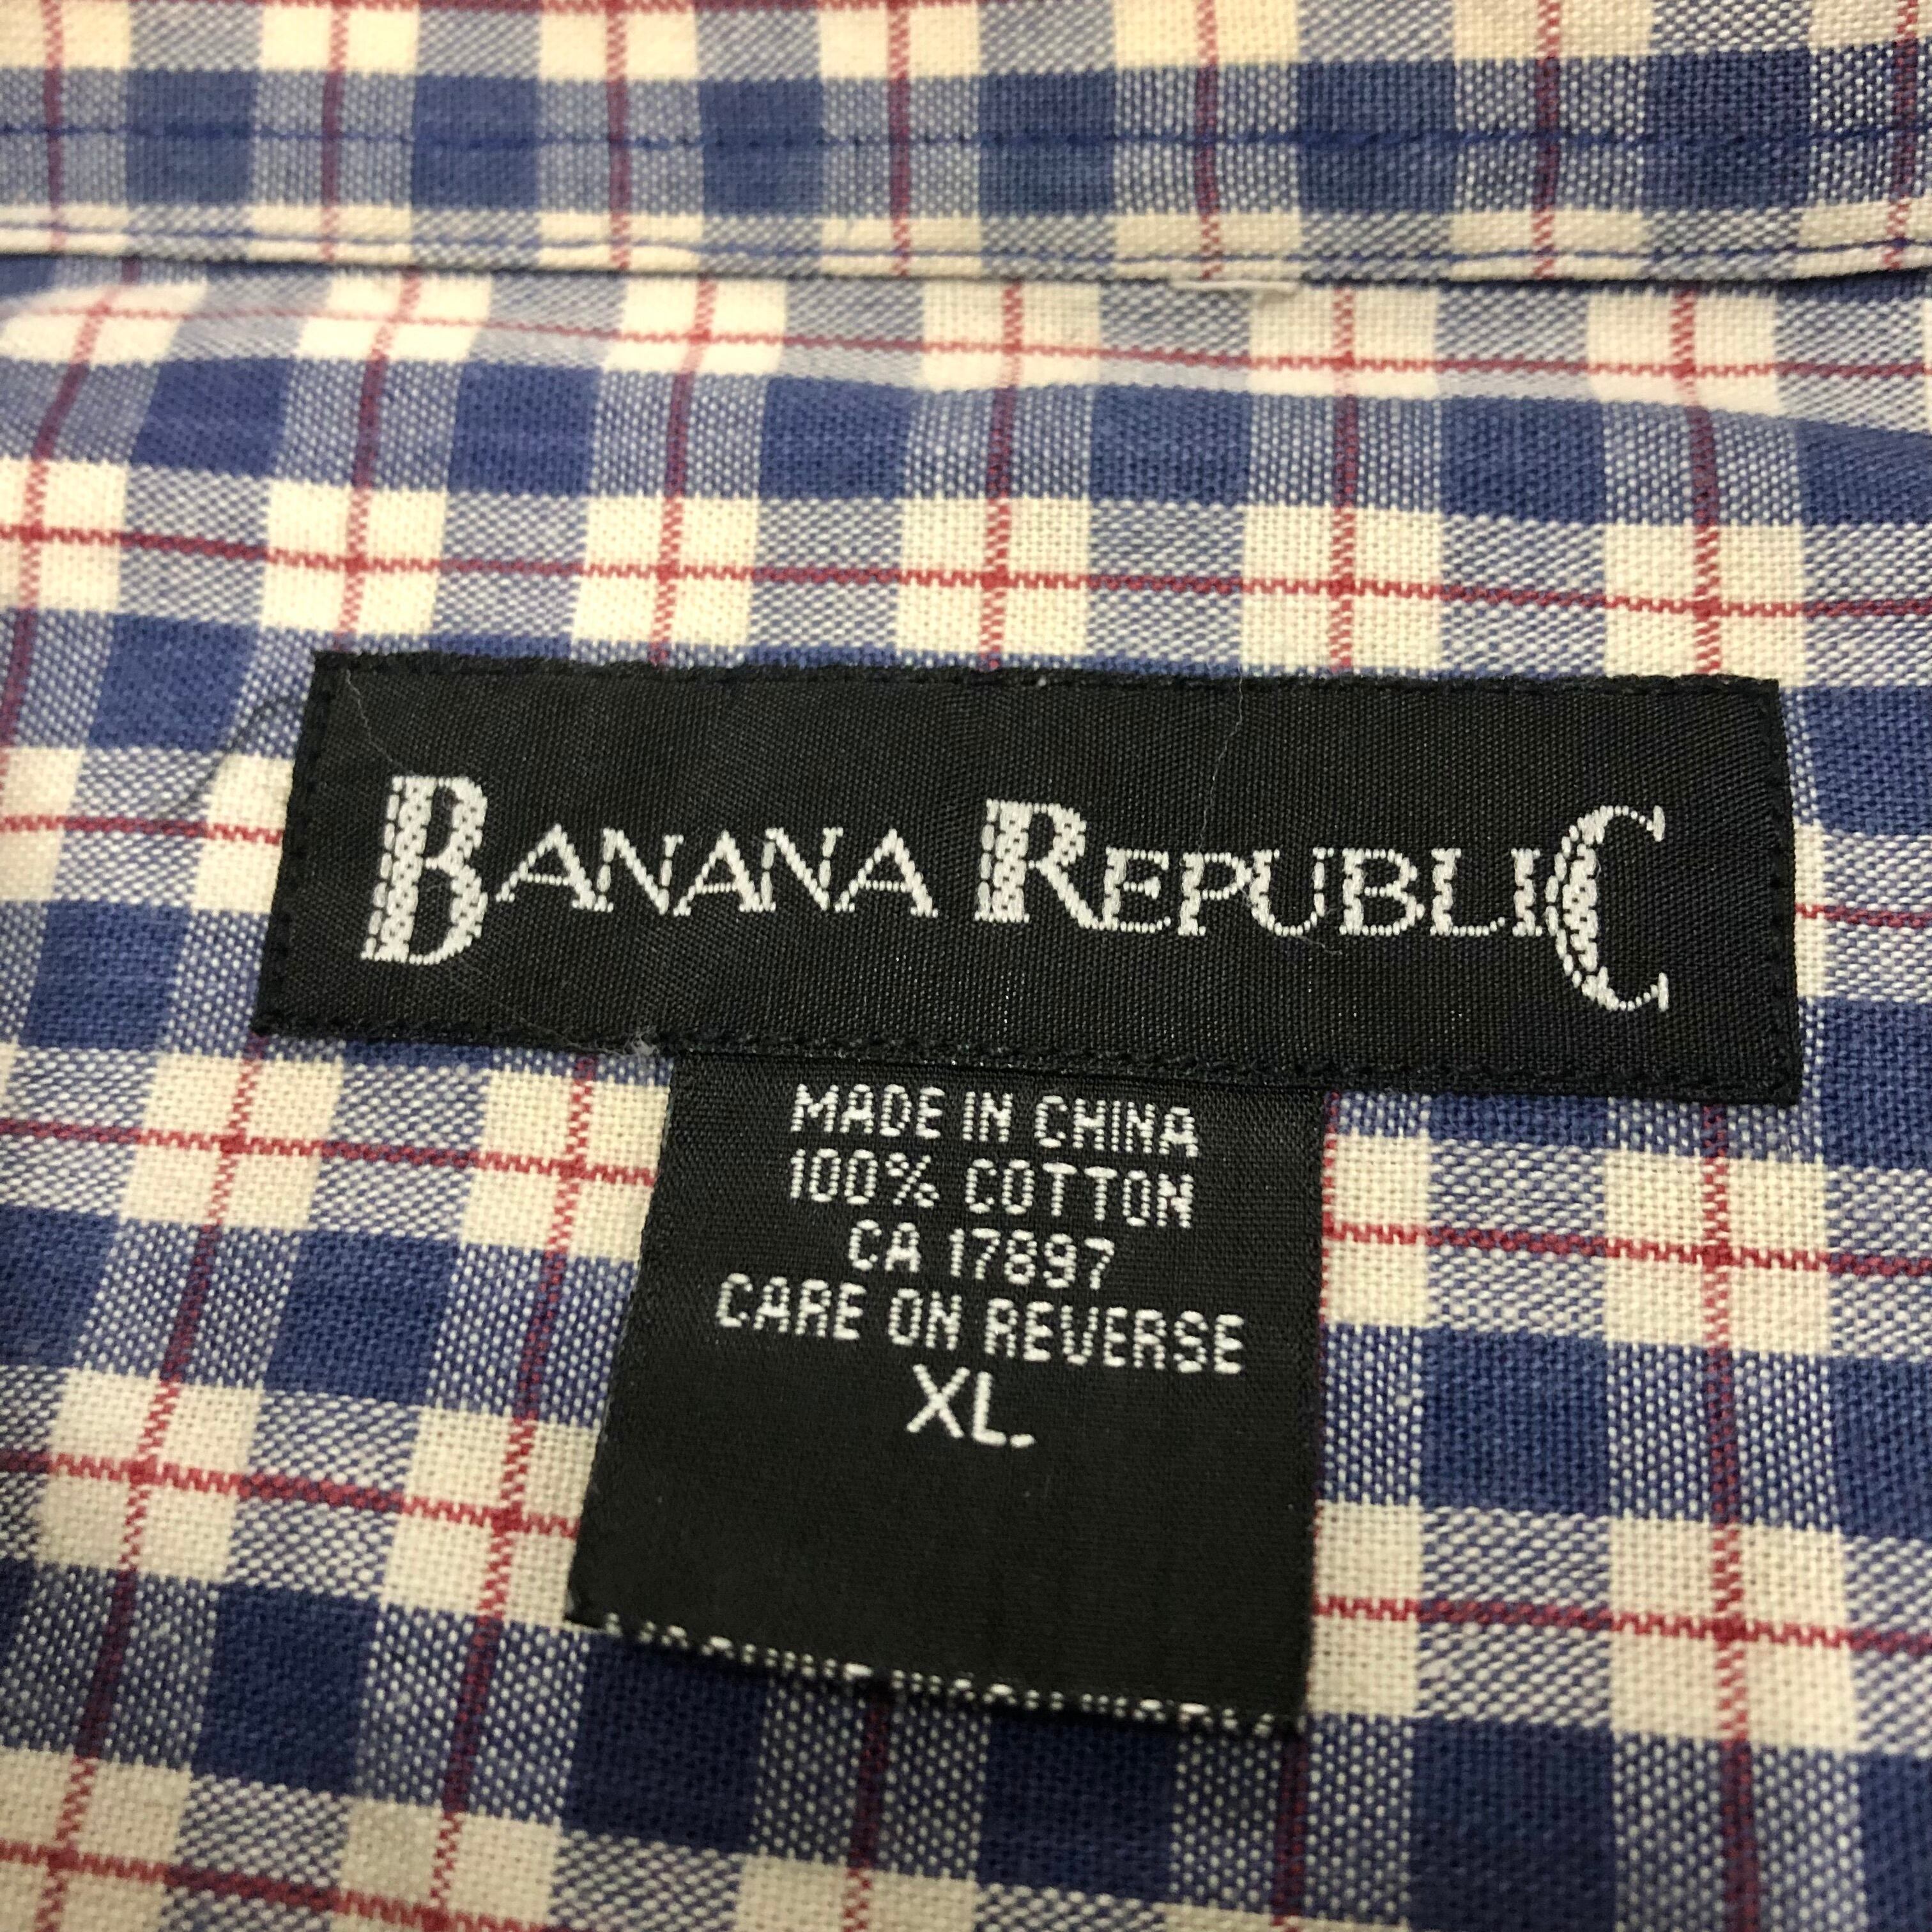 BANANA REPUBLIC
MADE IN CHINA
100% COTTON
CA 17897
CARE ON REVERSE
XL.